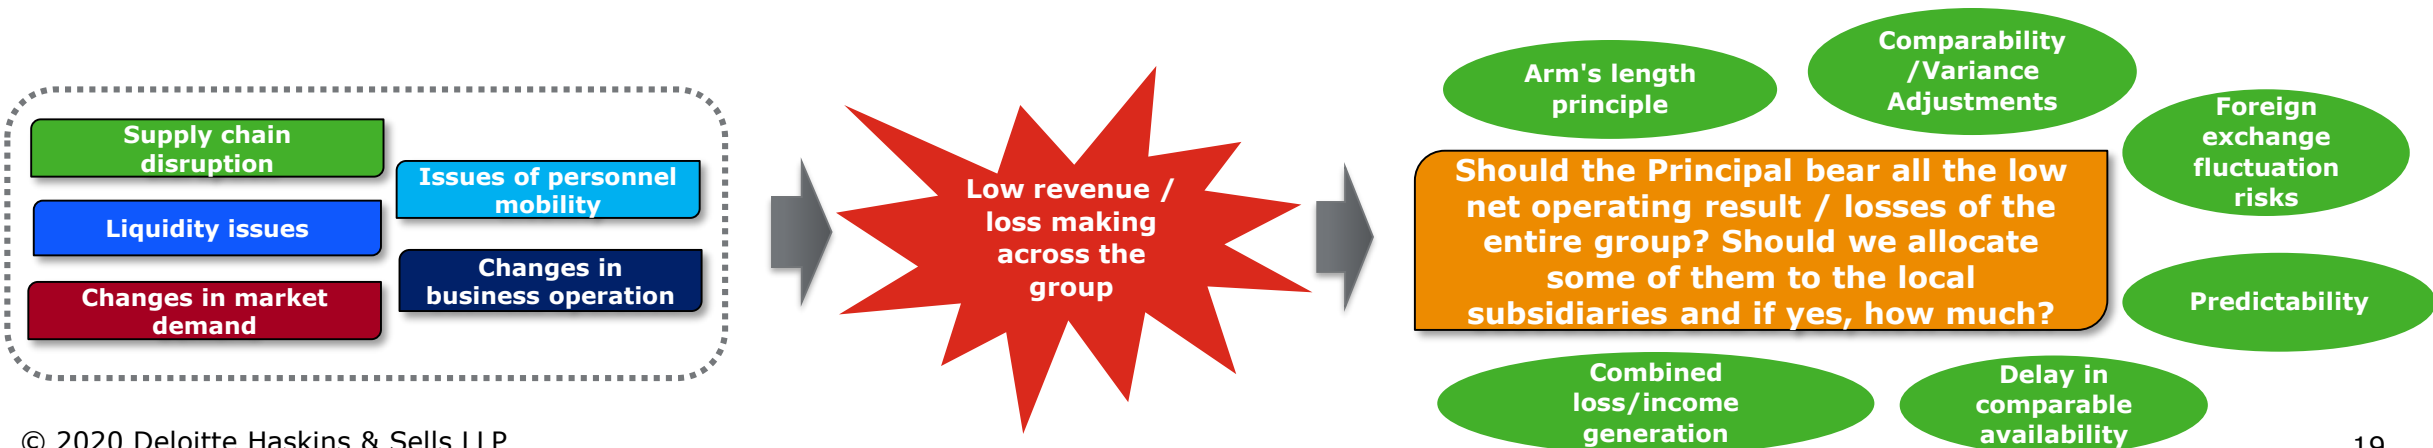 Supply chain
disruption
Liquidity issues
Changes in market
demand
Issues of personnel
mobility
Changes in
business operation
Low revenue /
loss making
across the
group
Arm's length
principle
Comparability
/Variance
Adjustments
Foreign
exchange
fluctuation
risks
Should the Principal bear all the low
net operating result / losses of the
entire group? Should we allocate
some of them to the local
subsidiaries and if yes, how much?
Predictability
Combined
loss/income
generation
Delay in
comparable
availability
© 2020 Deloitte Haskins & Sells LLP
19